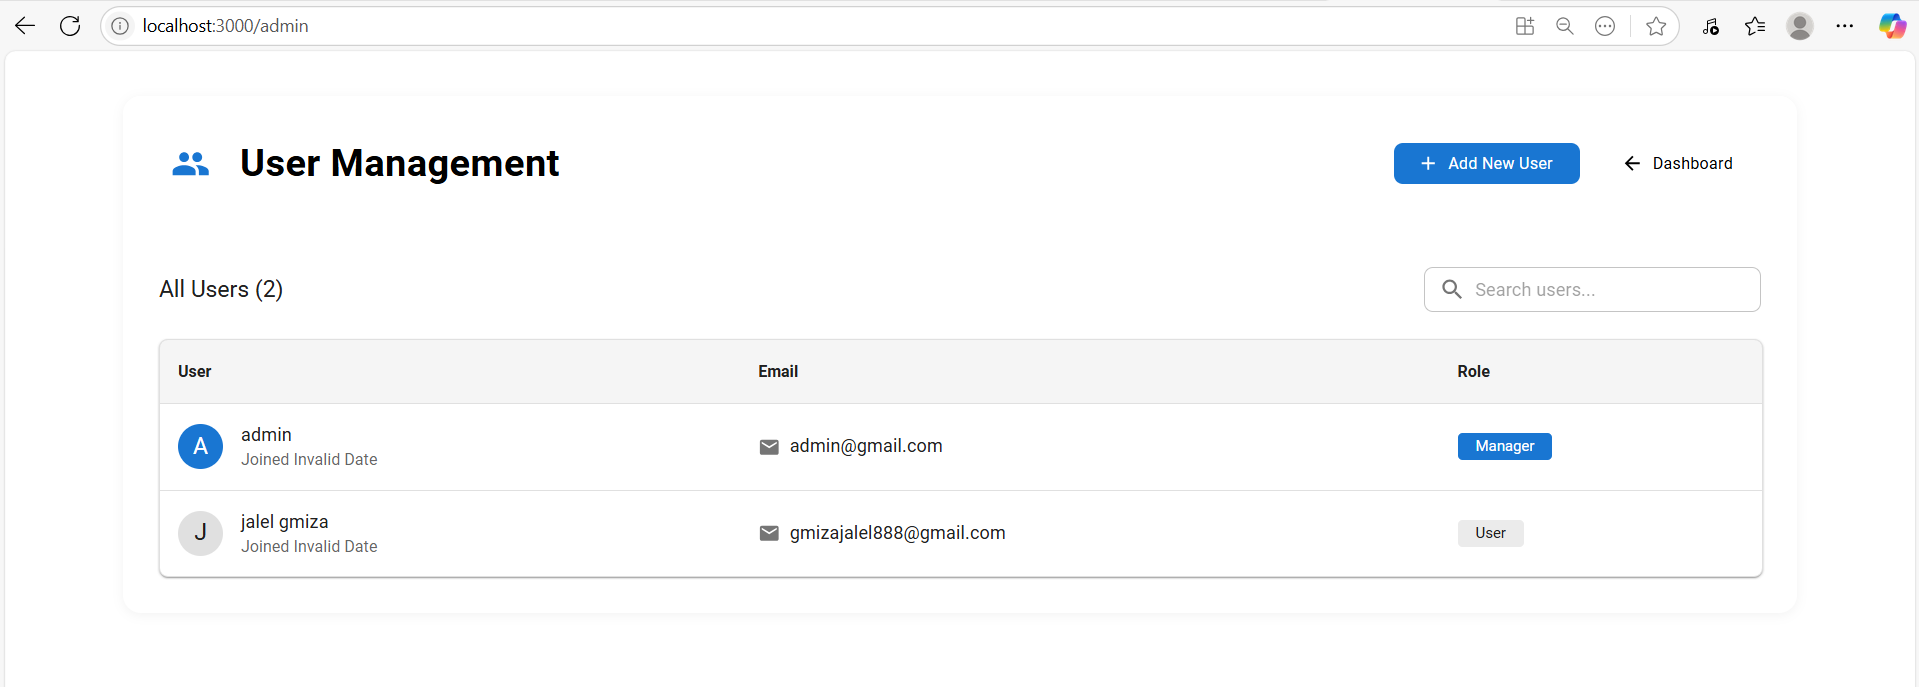 localhost:3000/admin
User Management
Add New User
Dashboard
All Users (2)
Search users...
User Email Role
A admin admin@gmail.com Manager
Joined Invalid Date
J jalel gmiza gmizajalel888@gmail.com User
Joined Invalid Date